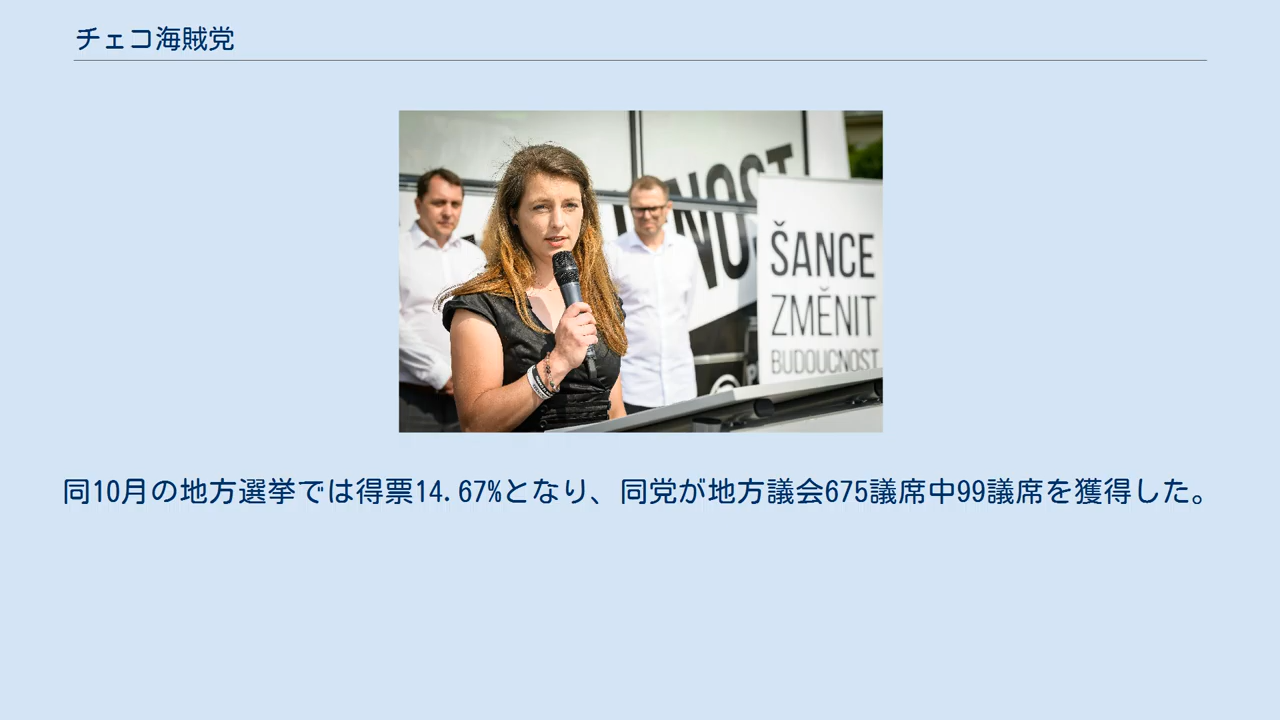 チェコ海賊党
NOST
ŠANCE
ZMĚNIT
BUDOUCNOST
同10月の地方選挙では得票14.67%となり、同党が地方議会675議席中99議席を獲得した。